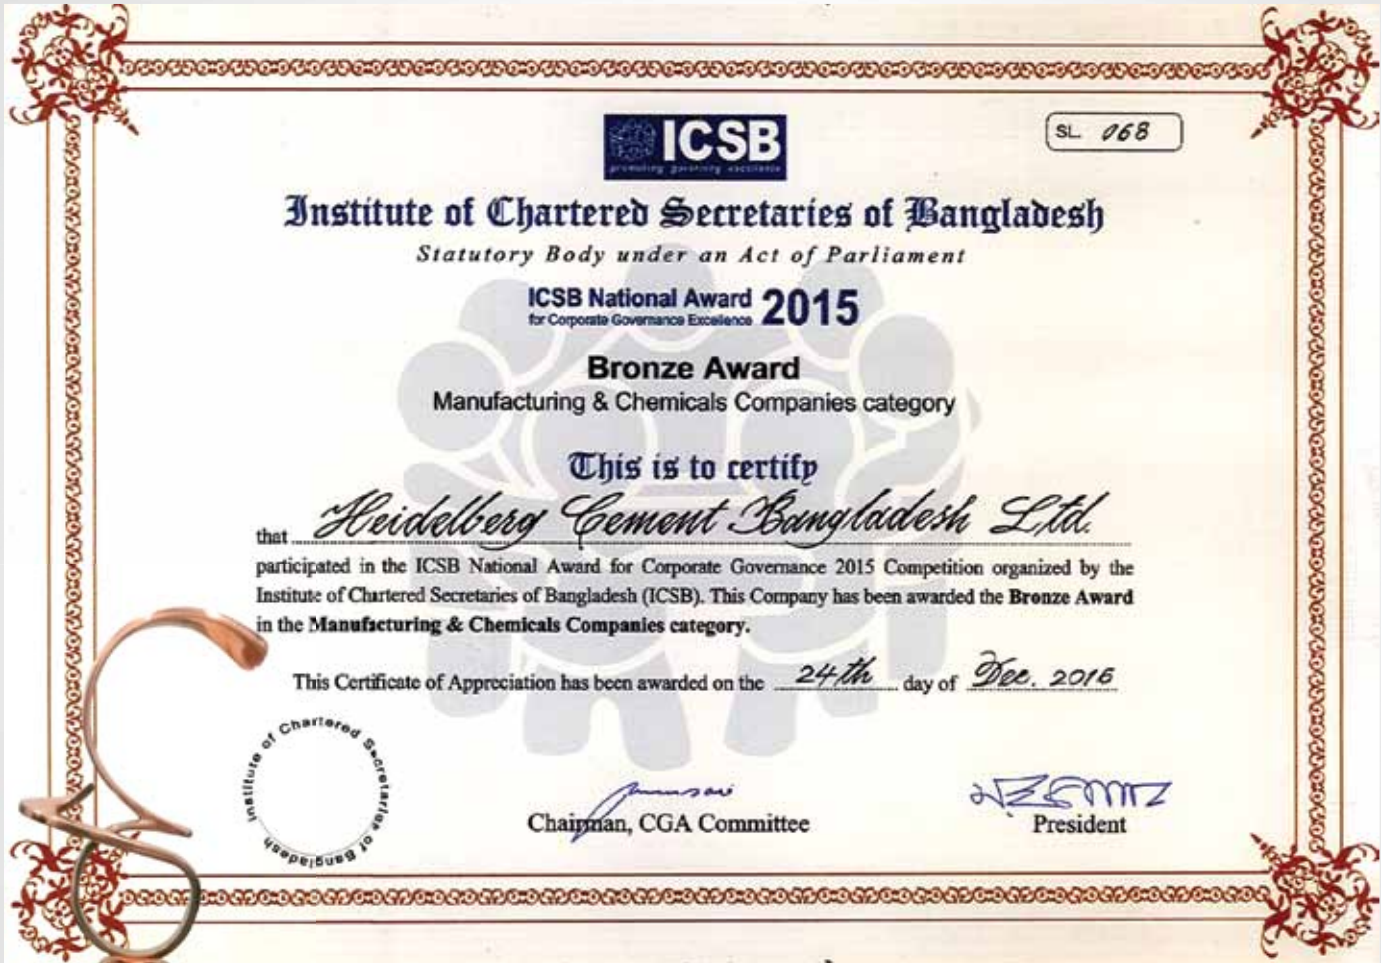 ICSB
promoting governing excellence
SL. 068
Institute of Chartered Secretaries of Bangladesh
Statutory Body under an Act of Parliament
ICSB National Award 2015
for Corporate Governance Excellence
Bronze Award
Manufacturing & Chemicals Companies category
This is to certify
that Heidelberg Cement Bangladesh Ltd.
participated in the ICSB National Award for Corporate Governance 2015 Competition organized by the
Institute of Chartered Secretaries of Bangladesh (ICSB). This Company has been awarded the Bronze Award
in the Manufacturing & Chemicals Companies category.
This Certificate of Appreciation has been awarded on the 24th day of Dec. 2016
Institute of Chartered Secretaries of Bangladesh
Chairman, CGA Committee
President